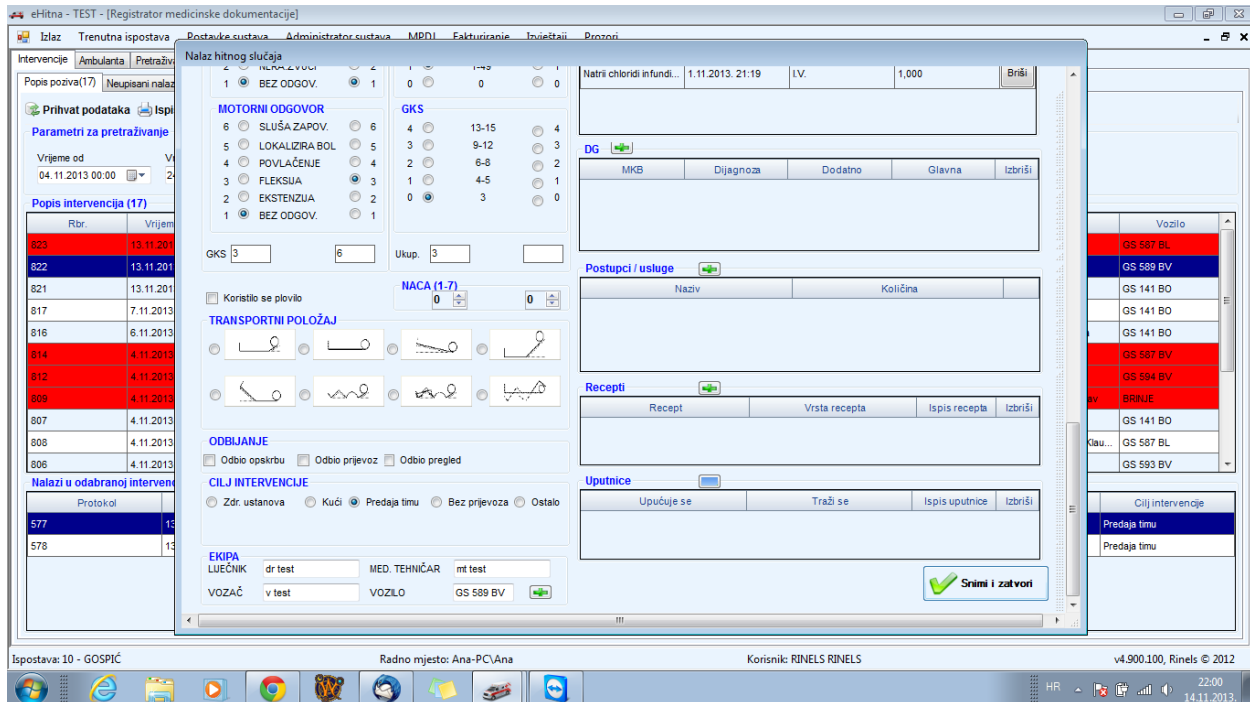 eHitna - TEST - [Registrator medicinske dokumentacije]
Izlaz Trenutna ispostava Postavke sustava Administrator sustava MPDJ Fakturiranje Izvještaji Prozori
Intervencije Ambulanta
Popis poziva(17)
Prihvat podataka
Parametri za pretraživanje
Vrijeme od
04.11.2013 00:00
Popis intervencija (17)
Rbr.
823
822
821
817 7.11.2013
816 6.11.2013
814 4.11.2013
812 4.11.2013
809 4.11.2013
807 4.11.2013
808 4.11.2013
806 4.11.2013
Protokol
577
578
Nalaz hitnog slučaja
1 BEZ ODGOV. 1 0 0 0
MOTORNI ODGOVOR GKS
6 SLUŠA ZAPOV. 6 4 13-15 4
5 LOKALIZIRA BOL 5 3 9-12 3
4 POVLAČENJE 4 2 6-8 2
3 FLEKSIJA 3 1 4-5 1
2 EKSTENZIJA 2 0 3 0
1 BEZ ODGOV. 1
GKS 3 6 Ukup. 3
Koristilo se plovilo NACA (1-7) 0 0
TRANSPORTNI POLOŽAJ
ODBIJANJE
Odbio opskrbu Odbio prijevoz Odbio pregled
CILJ INTERVENCIJE
Zdr. ustanova Kući Predaja timu Bez prijevoza Ostalo
EKIPA
LIJEČNIK dr test MED. TEHNIČAR mt test
VOZAČ v test VOZILO GS 589 BV
Natrii chloridi infundi... 1.11.2013. 21:19 I.V. 1,000 Briši
DG
MKB Dijagnoza Dodatno Glavna Izbriši
Postupci / usluge
Naziv Količina
Recepti
Recept Vrsta recepta Ispis recepta Izbriši
Uputnice
Upućuje se Traži se Ispis uputnice Izbriši
Snimi i zatvori
Vozilo
GS 587 BL
GS 589 BV
GS 141 BO
GS 141 BO
GS 141 BO
GS 587 BV
GS 594 BV
BRINJE
GS 141 BO
GS 587 BL
GS 593 BV
Cilj intervencije
Predaja timu
Predaja timu
Ispostava: 10 - GOSPIĆ Radno mjesto: Ana-PC\Ana Korisnik: RINELS RINELS v4.900.100, Rinels © 2012
HR 22:00
14.11.2013.